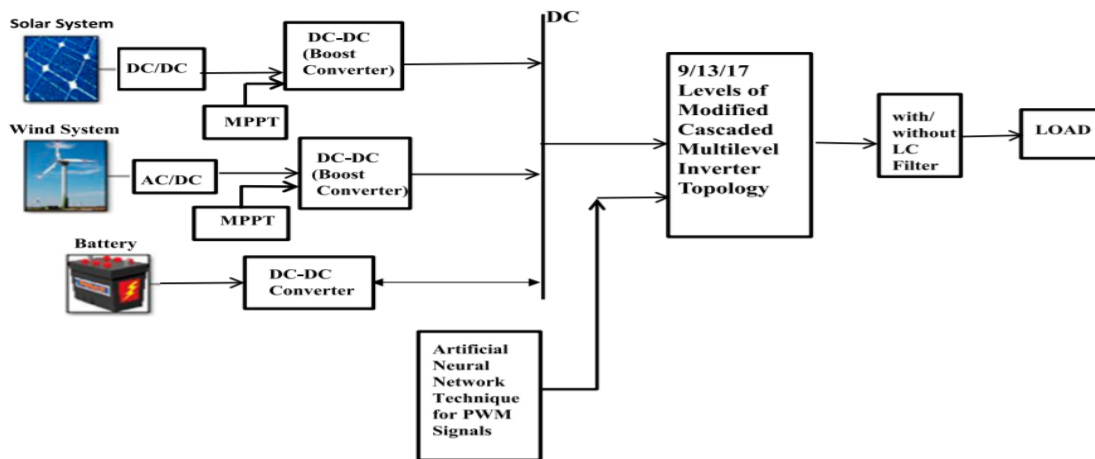 Solar System
DC/DC
DC-DC
(Boost
Converter)
MPPT
Wind System
AC/DC
DC-DC
(Boost
Converter)
MPPT
Battery
DC-DC
Converter
DC
9/13/17
Levels of
Modified
Cascaded
Multilevel
Inverter
Topology
with/
without
LC
Filter
LOAD
Artificial
Neural
Network
Technique
for PWM
Signals